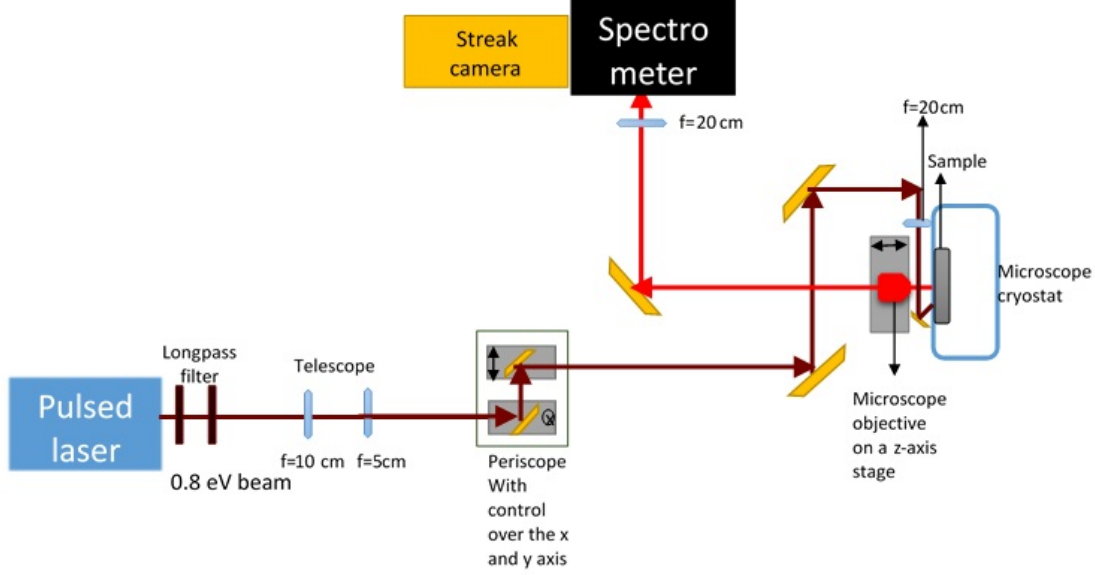 Streak
camera
Spectro
meter
f=20 cm
f=20cm
Sample
Microscope
cryostat
Longpass
filter
Telescope
Pulsed
laser
f=10 cm
f=5cm
0.8 eV beam
Periscope
With
control
over the x
and y axis
Microscope
objective
on a z-axis
stage